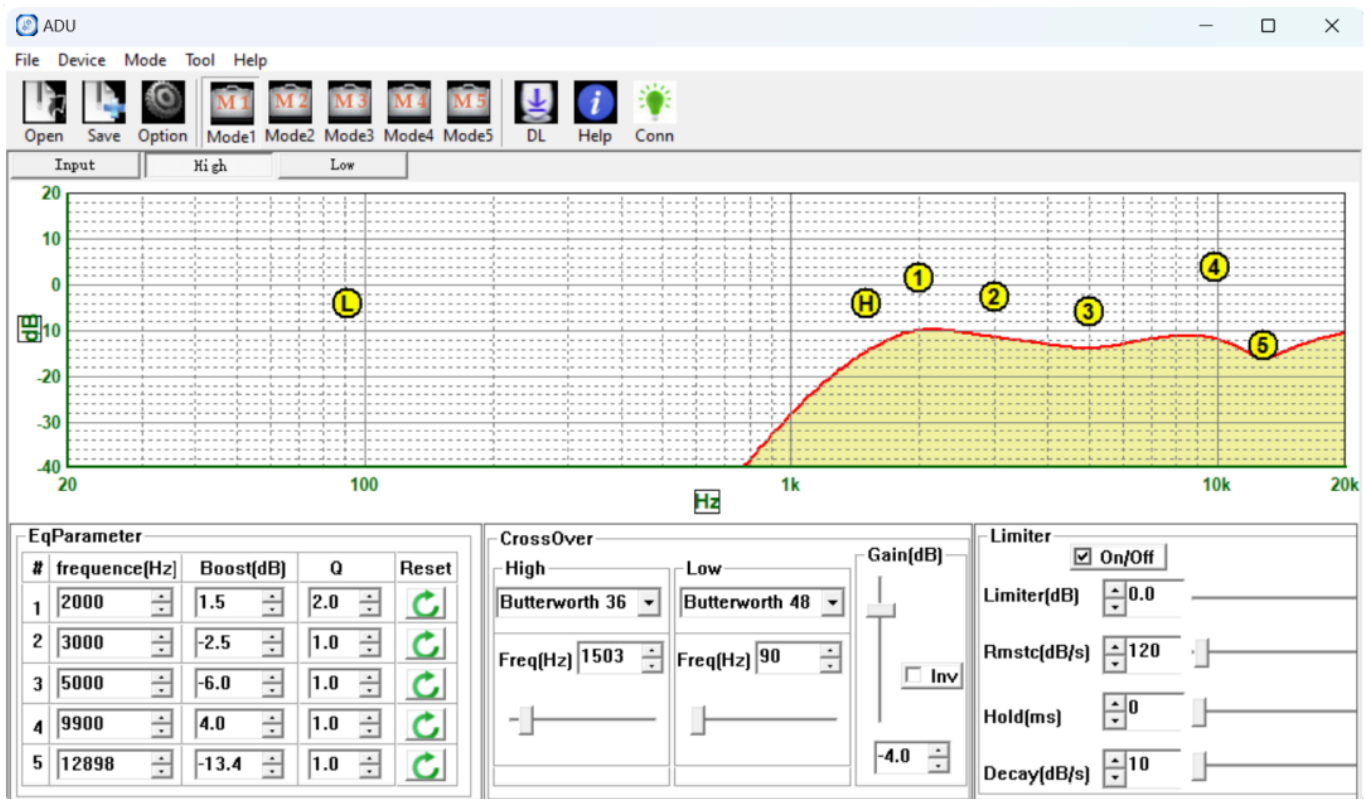 ADU
File Device Mode Tool Help
M 1 M 2 M 3 M 4 M 5 i
Open Save Option Mode1 Mode2 Mode3 Mode4 Mode5 DL Help Conn
Input High Low
20
10
0
-10
-20
-30
-40
dB
L H 1 2 3 4 5
20 100 1k 10k 20k
Hz
EqParameter
# frequence(Hz) Boost(dB) Q Reset
1 2000 1.5 2.0
2 3000 -2.5 1.0
3 5000 -6.0 1.0
4 9900 4.0 1.0
5 12898 -13.4 1.0
CrossOver
High Low
Butterworth 36 Butterworth 48
Freq(Hz) 1503 Freq(Hz) 90
Gain(dB)
Inv
-4.0
Limiter
On/Off
Limiter(dB) 0.0
Rmstc(dB/s) 120
Hold(ms) 0
Decay(dB/s) 10